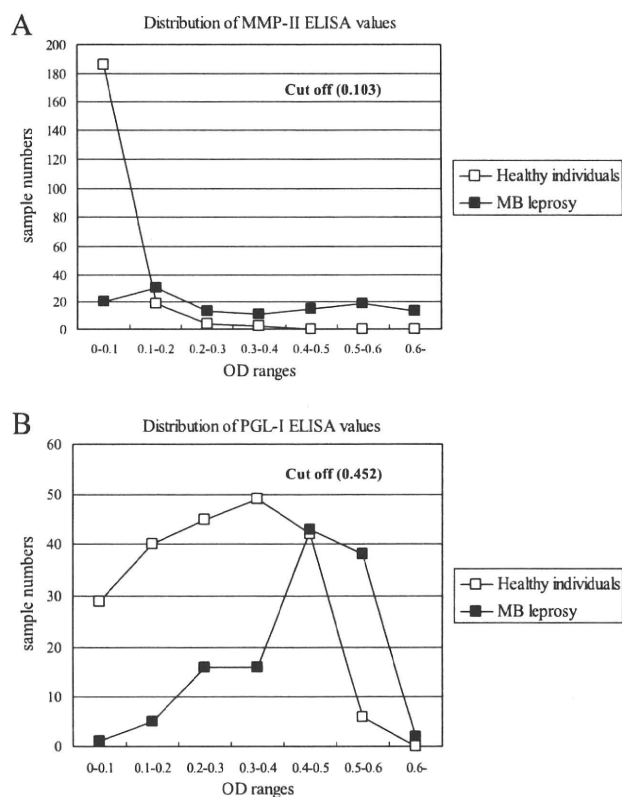 A
Distribution of MMP-II ELISA values
200
180
160
140
120
100
80
60
40
20
0
Cut off (0.103)
sample numbers
0-0.1 0.1-0.2 0.2-0.3 0.3-0.4 0.4-0.5 0.5-0.6 0.6-
OD ranges
Healthy individuals
MB leprosy
B
Distribution of PGL-I ELISA values
60
50
40
30
20
10
0
Cut off (0.452)
sample numbers
0-0.1 0.1-0.2 0.2-0.3 0.3-0.4 0.4-0.5 0.5-0.6 0.6-
OD ranges
Healthy individuals
MB leprosy